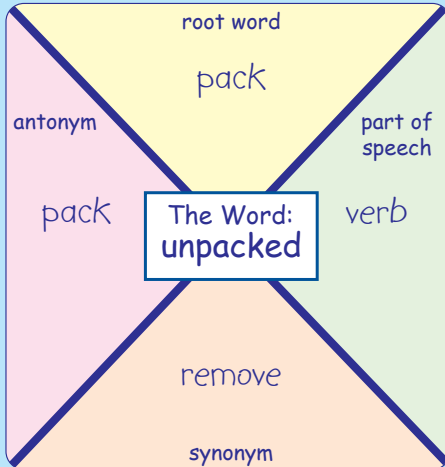 root word
pack
antonym
pack
part of
speech
verb
The Word:
unpacked
remove
synonym